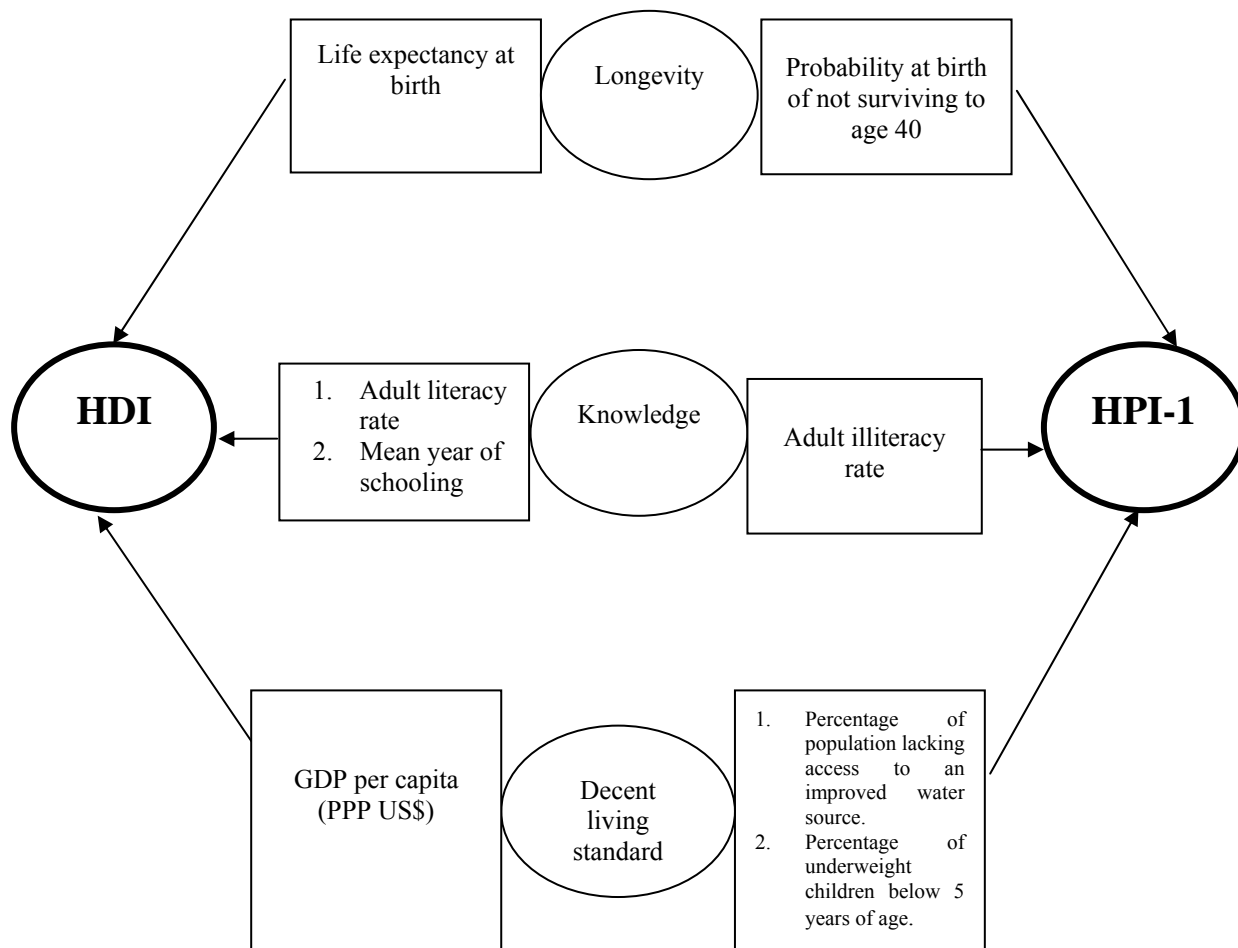 Life expectancy at
birth
Longevity
Probability at birth
of not surviving to
age 40
HDI
1. Adult literacy
rate
2. Mean year of
schooling
Knowledge
Adult illiteracy
rate
HPI-1
GDP per capita
(PPP US$)
Decent
living
standard
1. Percentage of
population lacking
access to an
improved water
source.
2. Percentage of
underweight
children below 5
years of age.